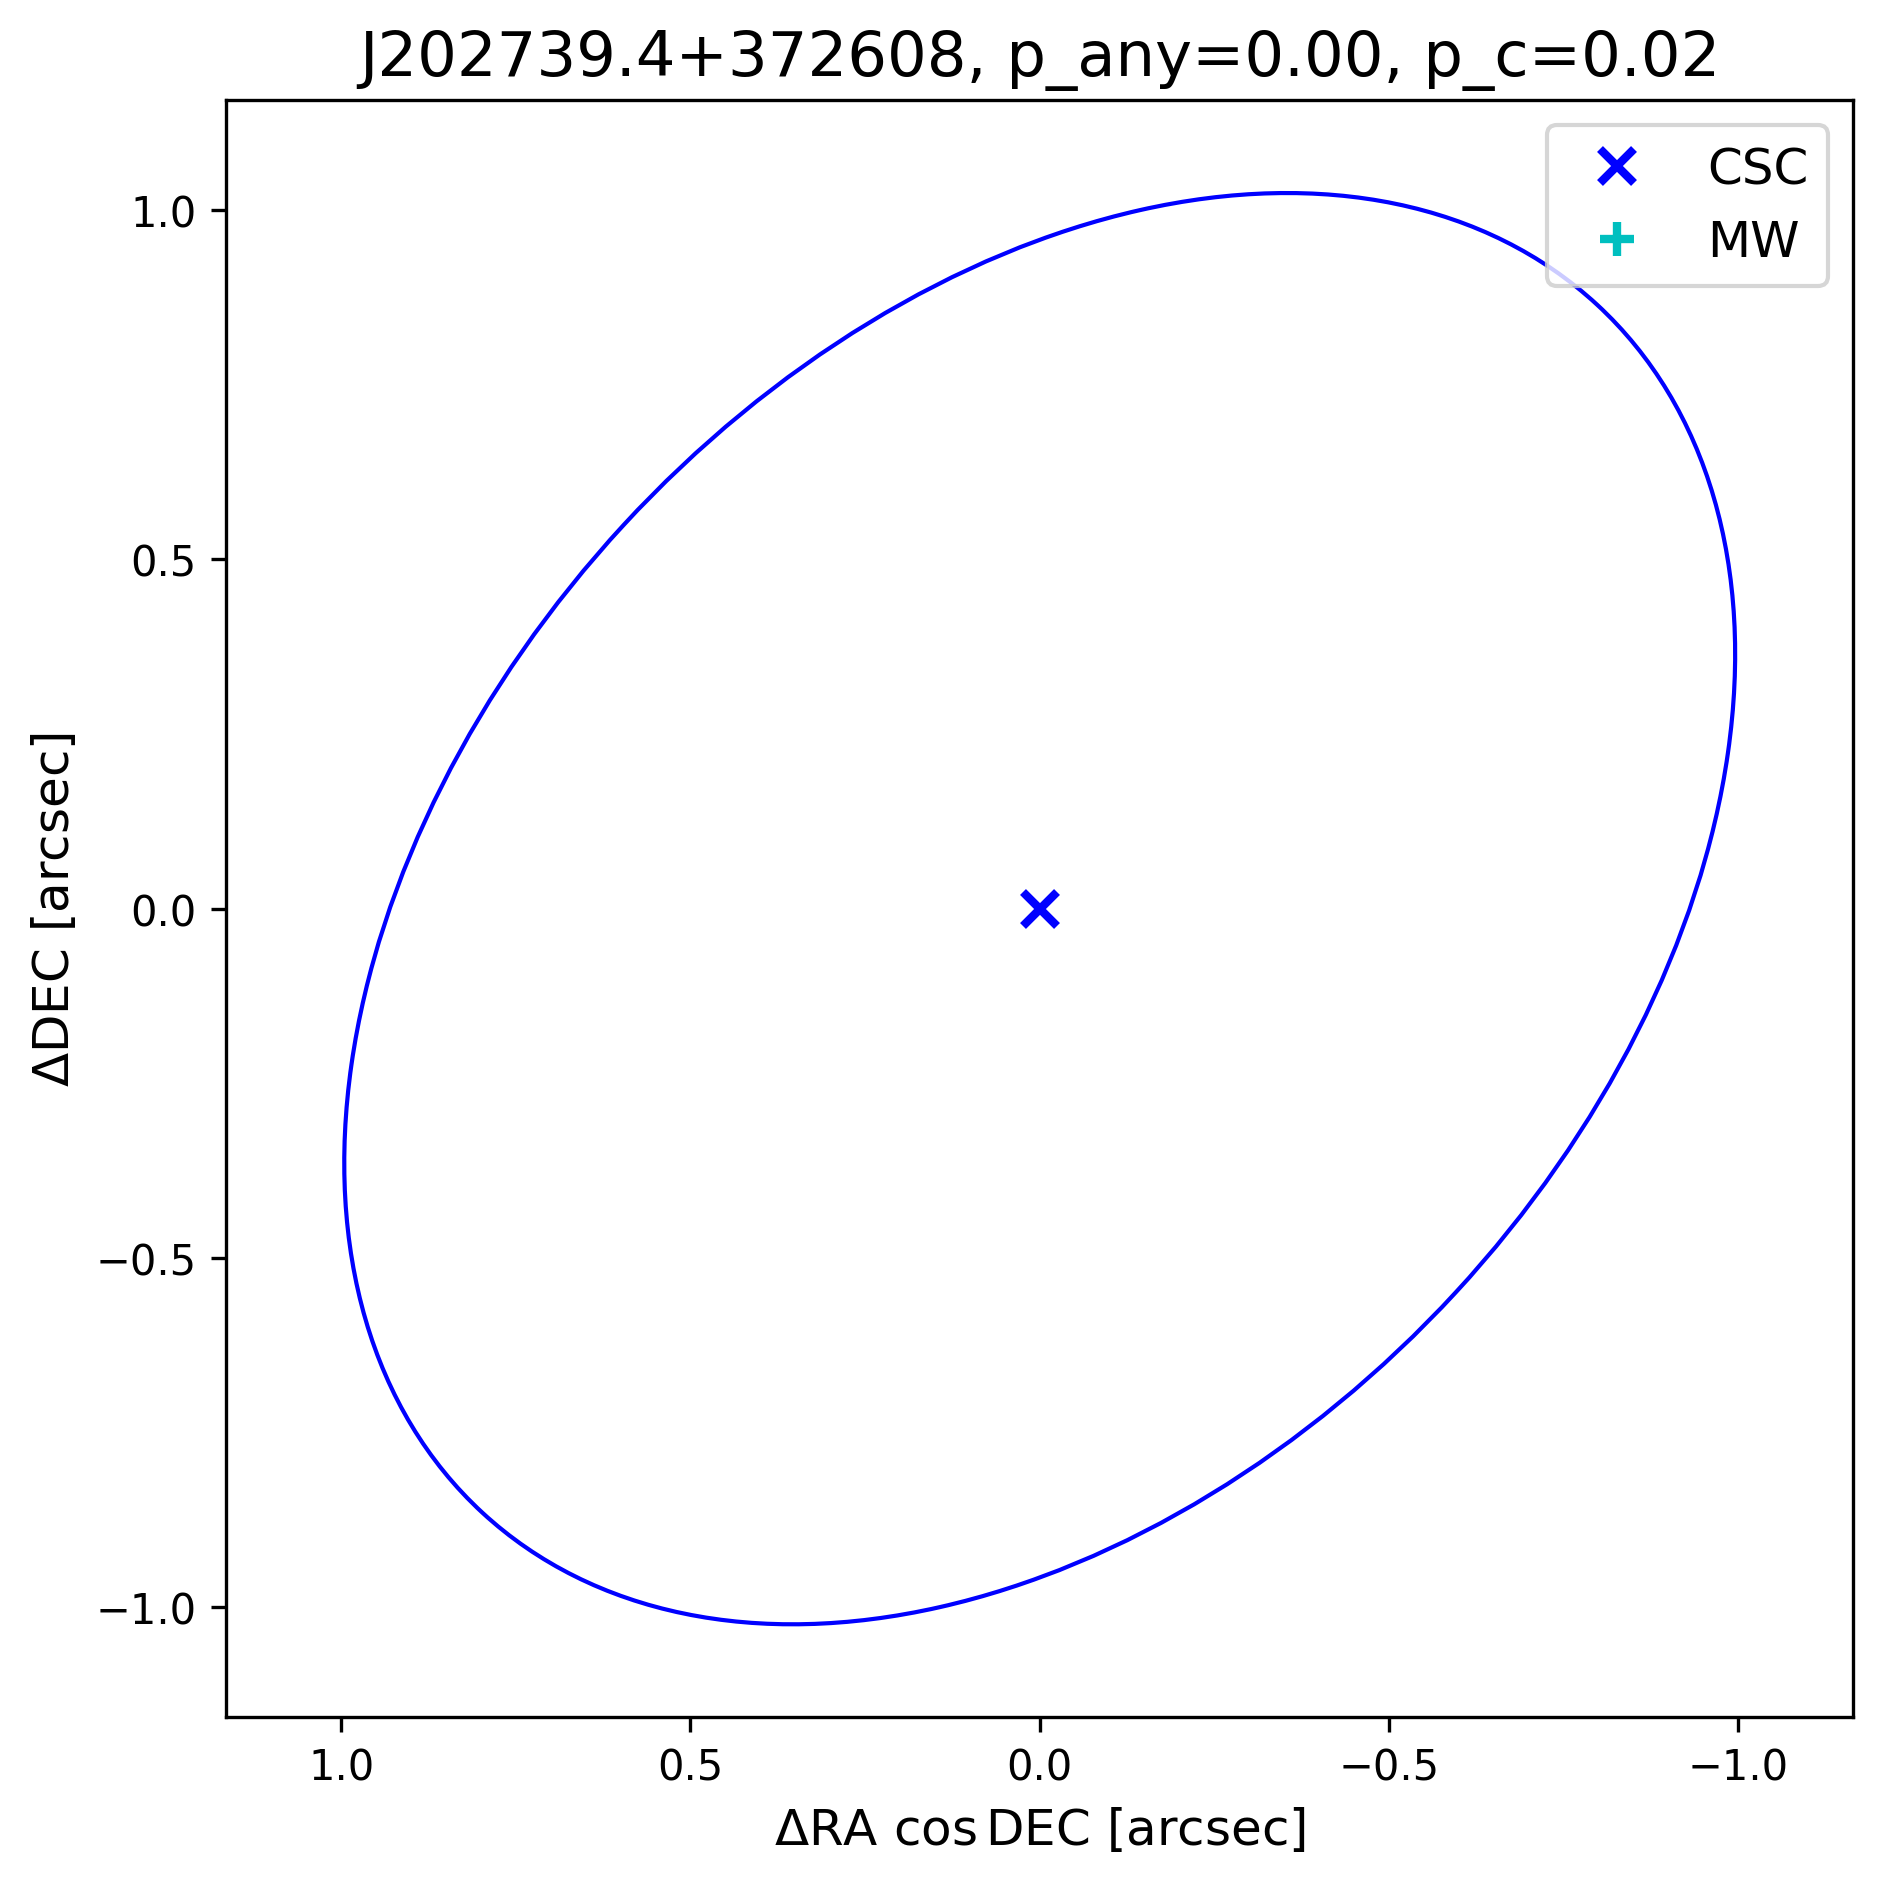 J202739.4+372608, p_any=0.00, p_c=0.02
CSC
MW
1.0
0.5
0.0
−0.5
−1.0
ΔDEC [arcsec]
1.0 0.5 0.0 −0.5 −1.0
ΔRA cos DEC [arcsec]